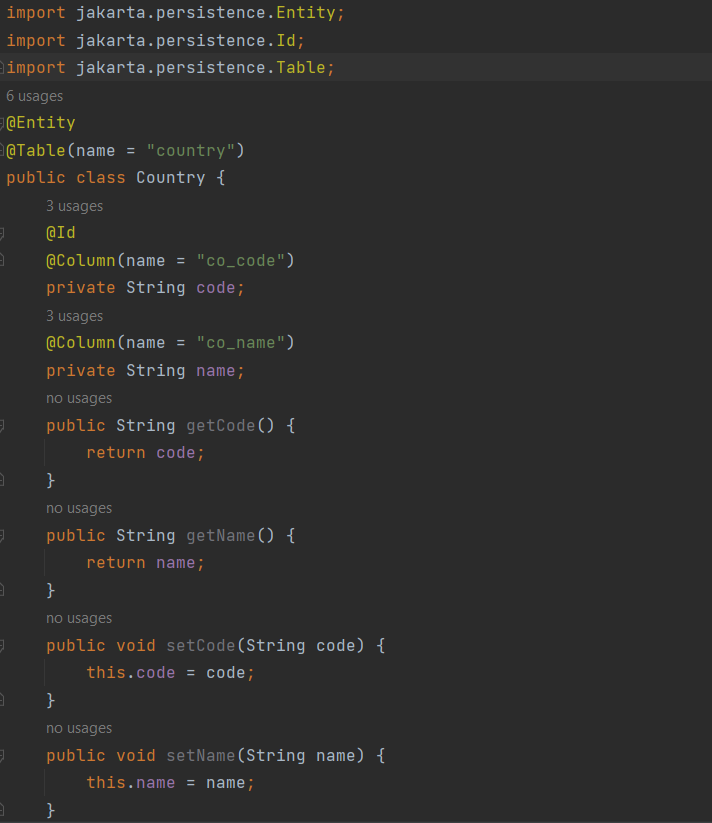 import jakarta.persistence.Entity;
import jakarta.persistence.Id;
import jakarta.persistence.Table;
6 usages
@Entity
@Table(name = "country")
public class Country {
3 usages
@Id
@Column(name = "co_code")
private String code;
3 usages
@Column(name = "co_name")
private String name;
no usages
public String getCode() {
return code;
}
no usages
public String getName() {
return name;
}
no usages
public void setCode(String code) {
this.code = code;
}
no usages
public void setName(String name) {
this.name = name;
}